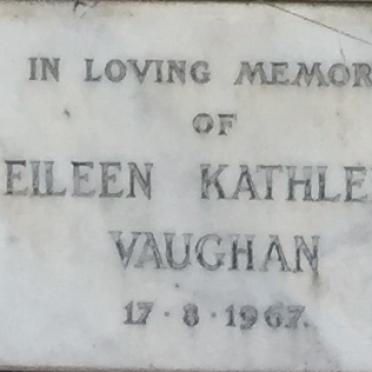 IN LOVING MEMOR
OF
EILEEN KATHLE
VAUGHAN
17·8·1967.